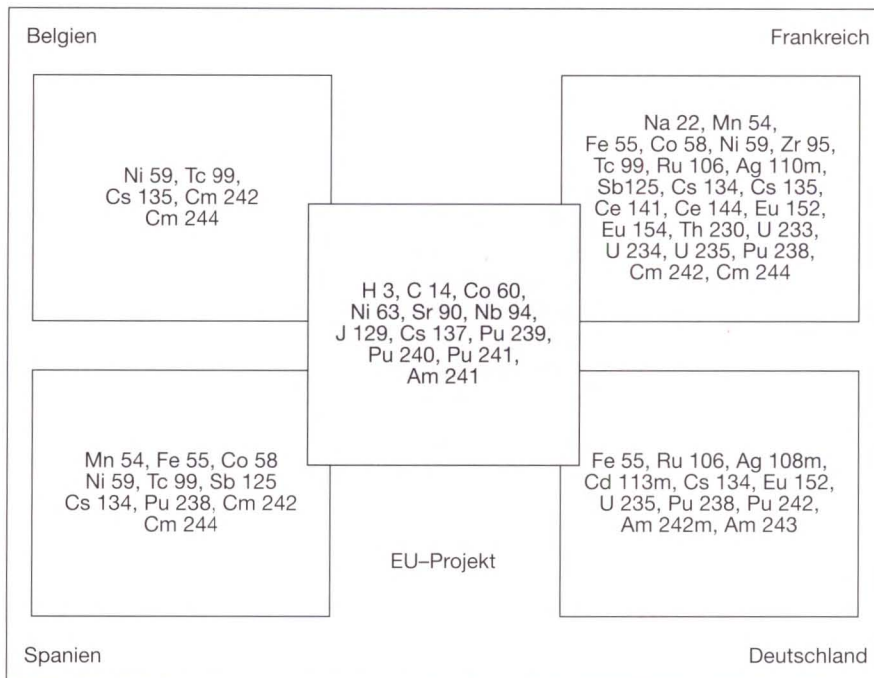 Belgien
Frankreich
Ni 59, Tc 99,
Cs 135, Cm 242
Cm 244
Na 22, Mn 54,
Fe 55, Co 58, Ni 59, Zr 95,
Tc 99, Ru 106, Ag 110m,
Sb125, Cs 134, Cs 135,
Ce 141, Ce 144, Eu 152,
Eu 154, Th 230, U 233,
U 234, U 235, Pu 238,
Cm 242, Cm 244
H 3, C 14, Co 60,
Ni 63, Sr 90, Nb 94,
J 129, Cs 137, Pu 239,
Pu 240, Pu 241,
Am 241
Mn 54, Fe 55, Co 58
Ni 59, Tc 99, Sb 125
Cs 134, Pu 238, Cm 242
Cm 244
Fe 55, Ru 106, Ag 108m,
Cd 113m, Cs 134, Eu 152,
U 235, Pu 238, Pu 242,
Am 242m, Am 243
EU–Projekt
Spanien
Deutschland